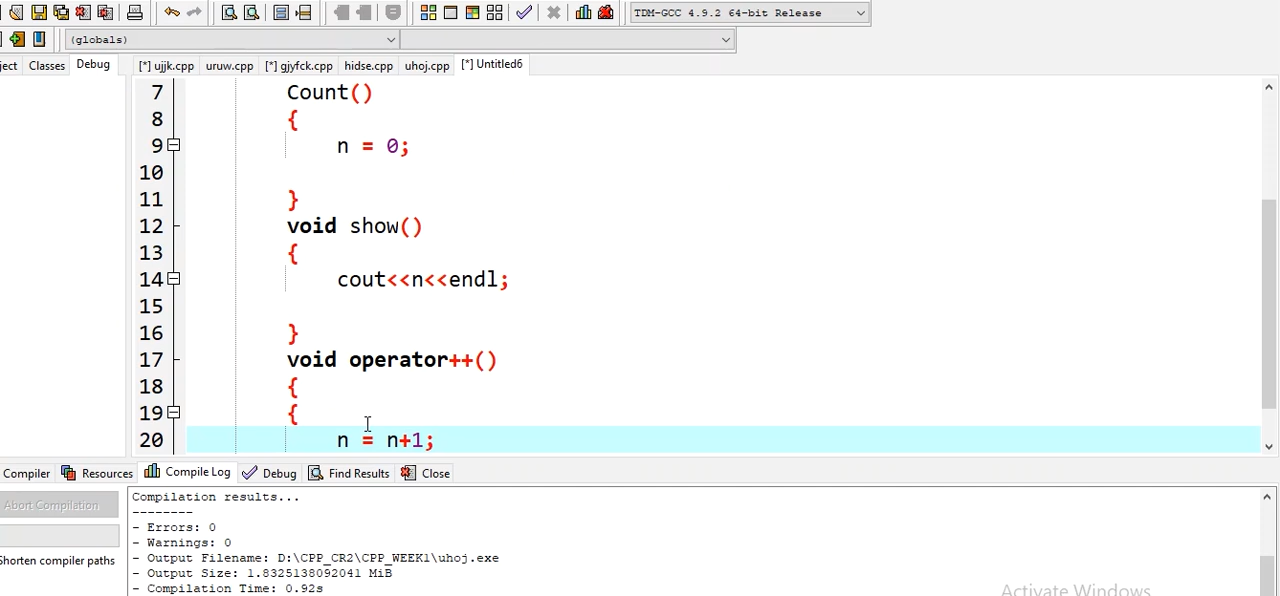 TDM-GCC 4.9.2 64-bit Release
(globals)
ject Classes Debug [*] ujjk.cpp uruw.cpp [*] gjyfck.cpp hidse.cpp uhoj.cpp [*] Untitled6
7 Count()
8 {
9 n = 0;
10
11 }
12 void show()
13 {
14 cout<<n<<endl;
15
16 }
17 void operator++()
18 {
19 {
20 n = n+1;
Compiler Resources Compile Log Debug Find Results Close
Abort Compilation
Shorten compiler paths
Compilation results...
--------
- Errors: 0
- Warnings: 0
- Output Filename: D:\CPP_CR2\CPP_WEEK1\uhoj.exe
- Output Size: 1.8325138092041 MiB
- Compilation Time: 0.92s
Activate Windows